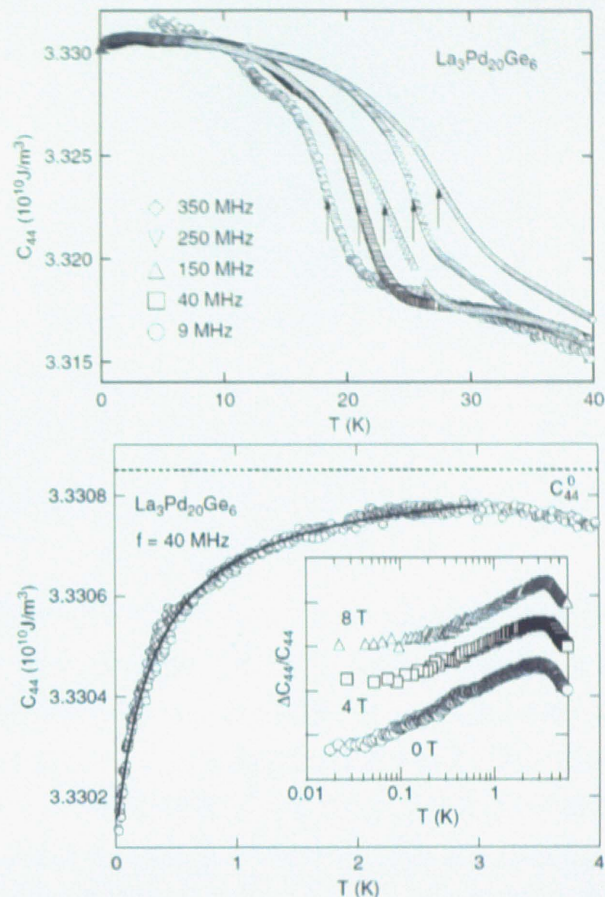 3.330
3.325
3.320
3.315
C44 (10^10 J/m^3)
La3Pd20Ge6
350 MHz
250 MHz
150 MHz
40 MHz
9 MHz
0 10 20 30 40
T (K)
3.3308
3.3306
3.3304
3.3302
C44 (10^10 J/m^3)
La3Pd20Ge6
f = 40 MHz
C44^0
8 T
4 T
0 T
ΔC44/C44
0.01 0.1 1
T (K)
0 1 2 3 4
T (K)